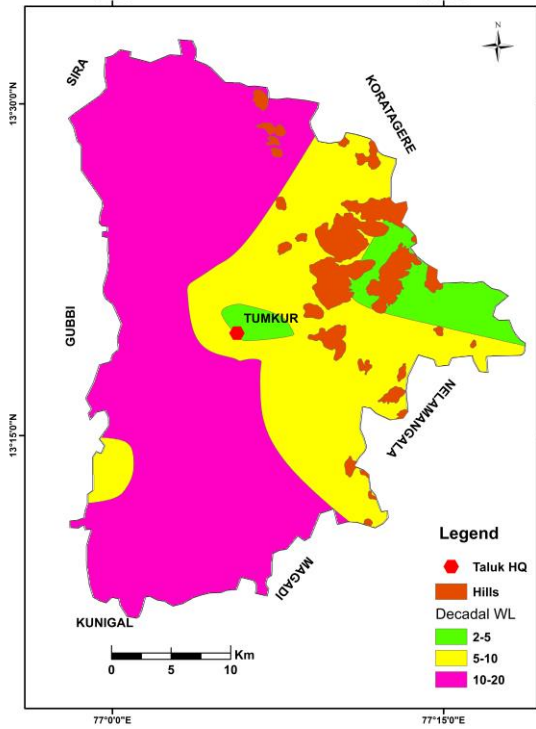 N
SIRA
KORATAGERE
13°30'0"N
GUBBI
TUMKUR
NELAMANGALA
13°15'0"N
MAGADI
KUNIGAL
Km
0 5 10
Legend
Taluk HQ
Hills
Decadal WL
2-5
5-10
10-20
77°0'0"E
77°15'0"E